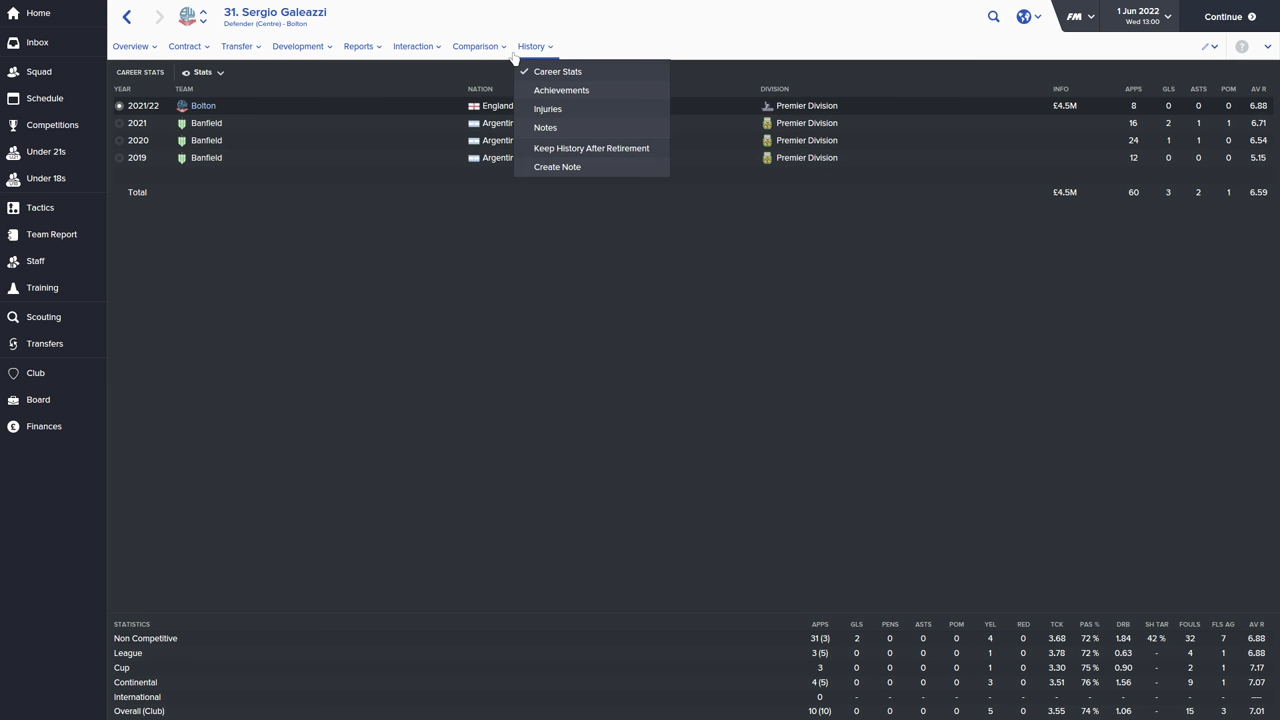 Home
Inbox
Squad
Schedule
Competitions
Under 21s
Under 18s
Tactics
Team Report
Staff
Training
Scouting
Transfers
Club
Board
Finances
31. Sergio Galeazzi
Defender (Centre) - Bolton
FM
1 Jun 2022
Wed 13:00
Continue
Overview Contract Transfer Development Reports Interaction Comparison History
CAREER STATS Stats
Career Stats
Achievements
Injuries
Notes
Keep History After Retirement
Create Note
YEAR TEAM NATION DIVISION INFO APPS GLS ASTS POM AV R
2021/22 Bolton England Premier Division £4.5M 8 0 0 0 6.88
2021 Banfield Argentin Premier Division 16 2 1 1 6.71
2020 Banfield Argentin Premier Division 24 1 1 0 6.54
2019 Banfield Argentin Premier Division 12 0 0 0 5.15
Total £4.5M 60 3 2 1 6.59
STATISTICS APPS GLS PENS ASTS POM YEL RED TCK PAS % DRB SH TAR FOULS FLS AG AV R
Non Competitive 31 (3) 2 0 0 0 4 0 3.68 72 % 1.84 42 % 32 7 6.88
League 3 (5) 0 0 0 0 1 0 3.78 72 % 0.63 - 4 1 6.88
Cup 3 0 0 0 0 1 0 3.30 75 % 0.90 - 2 1 7.17
Continental 4 (5) 0 0 0 0 3 0 3.51 76 % 1.56 - 9 1 7.07
International 0 - - - - - - - - - - - - ---
Overall (Club) 10 (10) 0 0 0 0 5 0 3.55 74 % 1.06 - 15 3 7.01